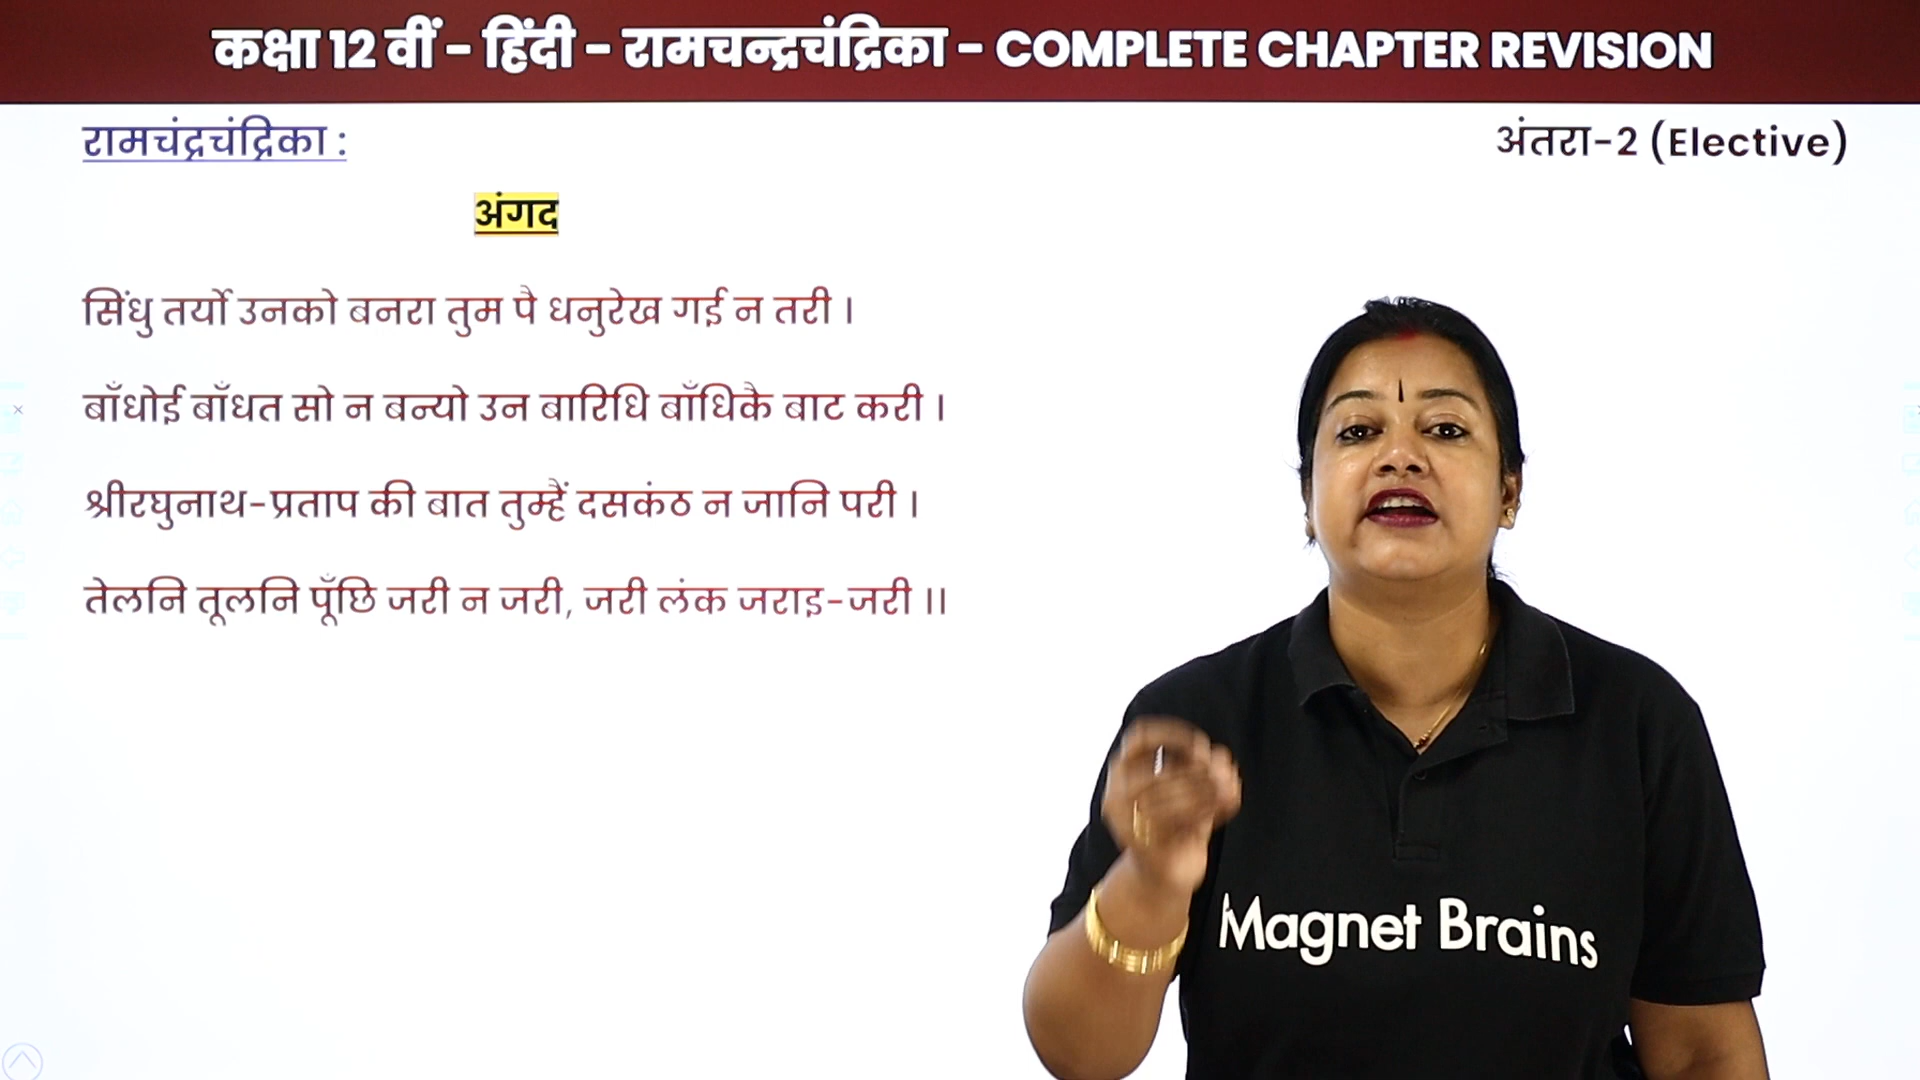 कक्षा 12 वीं - हिंदी - रामचन्द्रचंद्रिका - COMPLETE CHAPTER REVISION
रामचंद्रचंद्रिका :
अंतरा-2 (Elective)
अंगद
सिंधु तर्यो उनको बनरा तुम पै धनुरेख गई न तरी ।
बाँधोई बाँधत सो न बन्यो उन बारिधि बाँधिकै बाट करी ।
श्रीरघुनाथ-प्रताप की बात तुम्हैं दसकंठ न जानि परी ।
तेलनि तूलनि पूँछि जरी न जरी, जरी लंक जराइ-जरी ।।
Magnet Brains